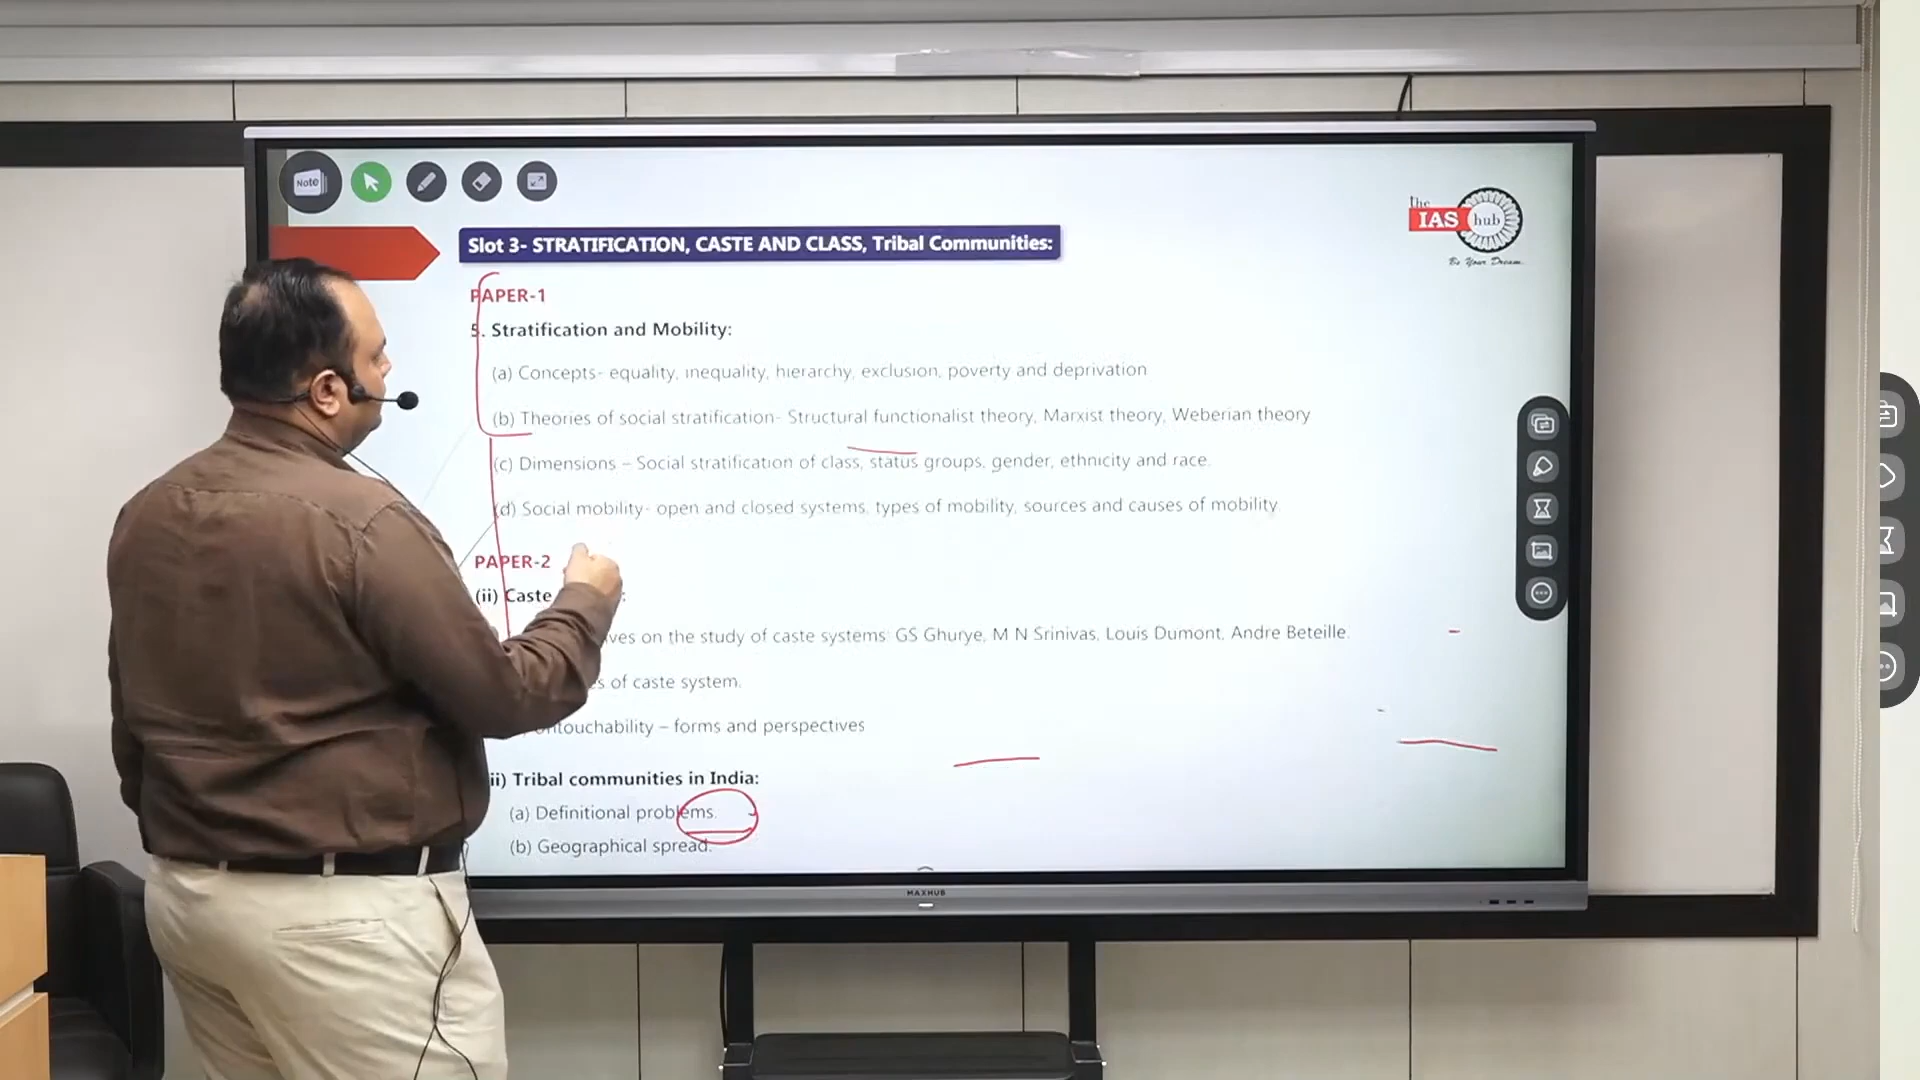 Note
the
IAS hub
Be Your Dream
Slot 3- STRATIFICATION, CASTE AND CLASS, Tribal Communities:
PAPER-1
5. Stratification and Mobility:
(a) Concepts- equality, inequality, hierarchy, exclusion, poverty and deprivation
(b) Theories of social stratification- Structural functionalist theory, Marxist theory, Weberian theory
(c) Dimensions – Social stratification of class, status groups, gender, ethnicity and race.
(d) Social mobility- open and closed systems, types of mobility, sources and causes of mobility
PAPER-2
(ii) Caste
on the study of caste systems: GS Ghurye, M N Srinivas, Louis Dumont, Andre Beteille.
of caste system.
ntouchability – forms and perspectives
ii) Tribal communities in India:
(a) Definitional problems.
(b) Geographical spread.
MAXHUB